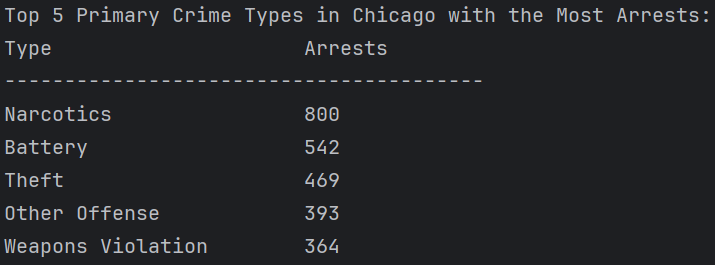 Top 5 Primary Crime Types in Chicago with the Most Arrests:
Type                     Arrests
----------------------------------------
Narcotics                800
Battery                  542
Theft                    469
Other Offense            393
Weapons Violation        364